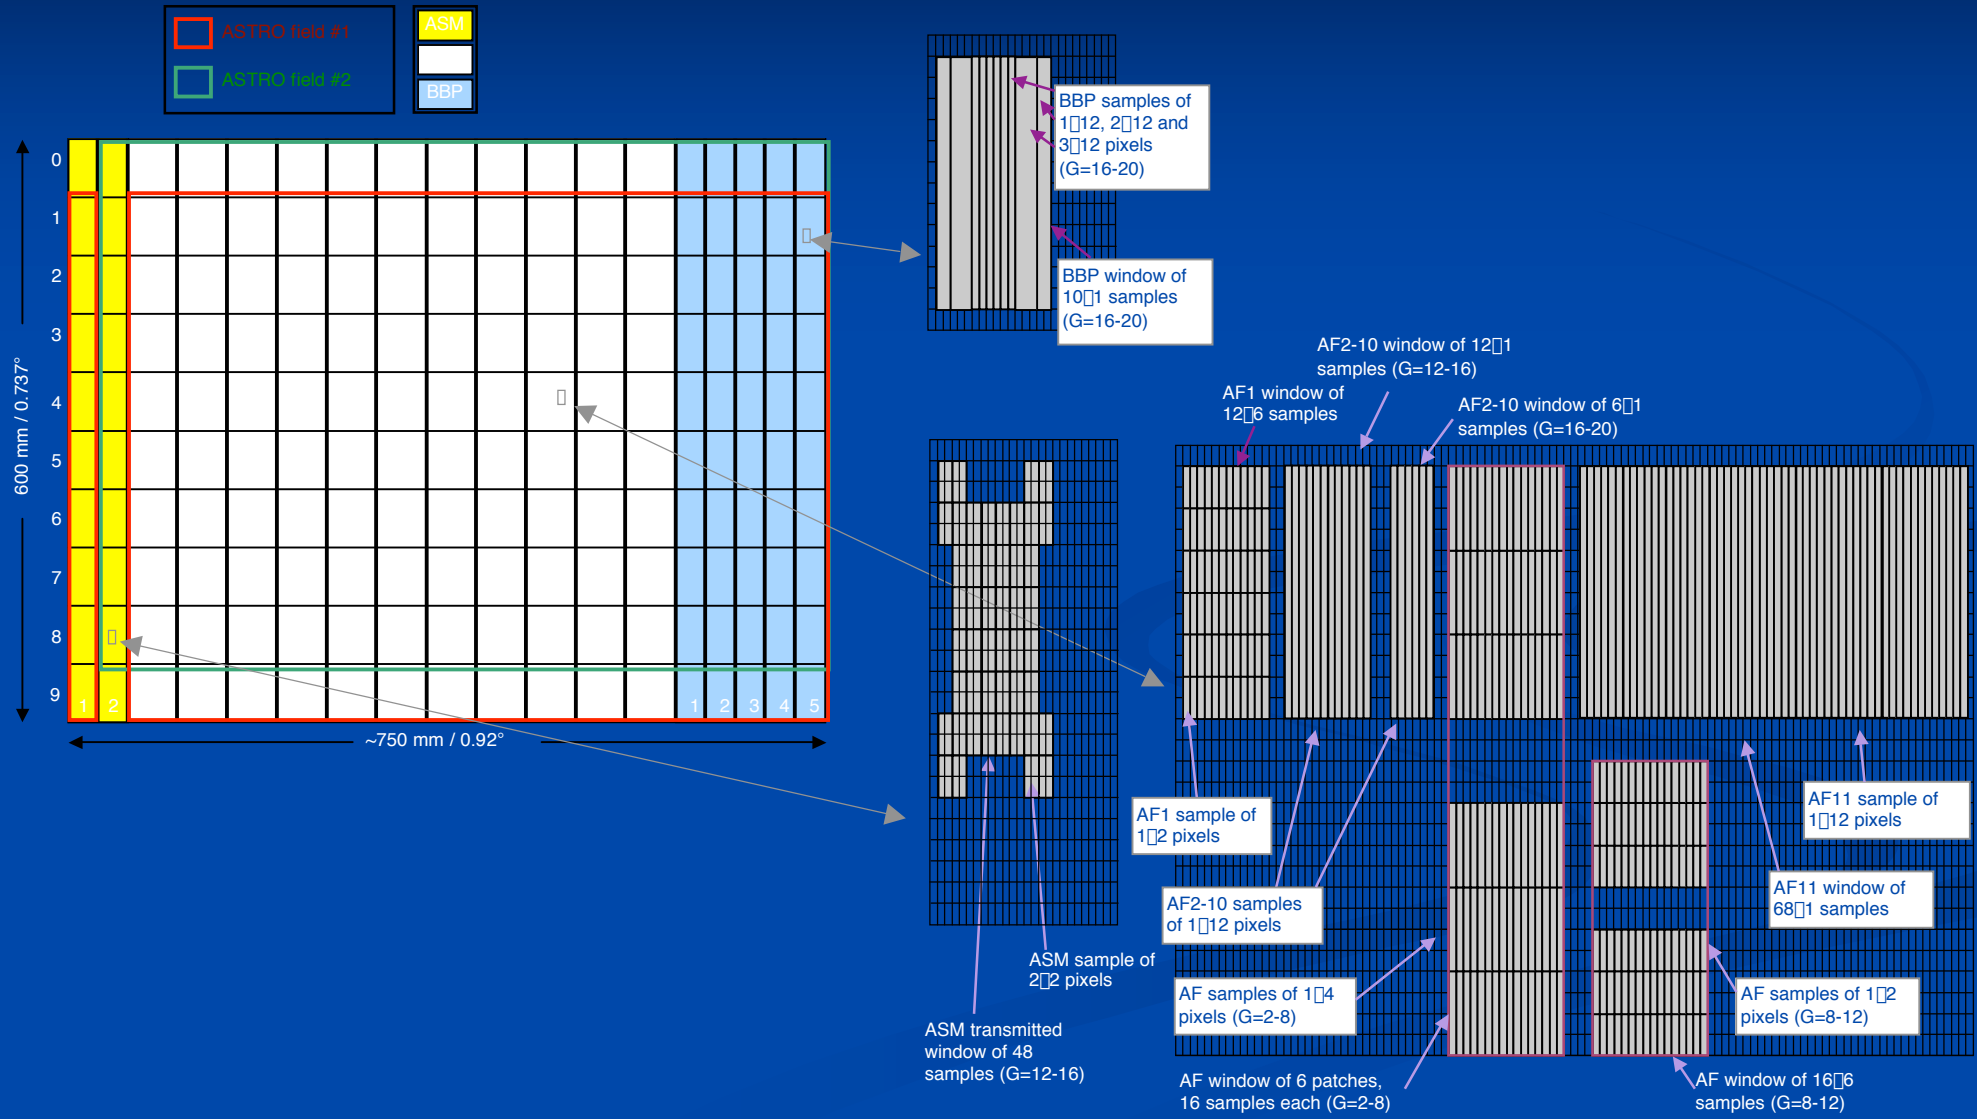 ASTRO field #1
ASTRO field #2
ASM
BBP
0
1
2
3
4
5
6
7
8
9
600 mm / 0.737°
1
2
1
2
3
4
5
~750 mm / 0.92°
BBP samples of
1▯12, 2▯12 and
3▯12 pixels
(G=16-20)
BBP window of
10▯1 samples
(G=16-20)
AF2-10 window of 12▯1
samples (G=12-16)
AF1 window of
12▯6 samples
AF2-10 window of 6▯1
samples (G=16-20)
AF1 sample of
1▯2 pixels
AF2-10 samples
of 1▯12 pixels
AF samples of 1▯4
pixels (G=2-8)
AF window of 6 patches,
16 samples each (G=2-8)
AF11 sample of
1▯12 pixels
AF11 window of
68▯1 samples
AF samples of 1▯2
pixels (G=8-12)
AF window of 16▯6
samples (G=8-12)
ASM sample of
2▯2 pixels
ASM transmitted
window of 48
samples (G=12-16)